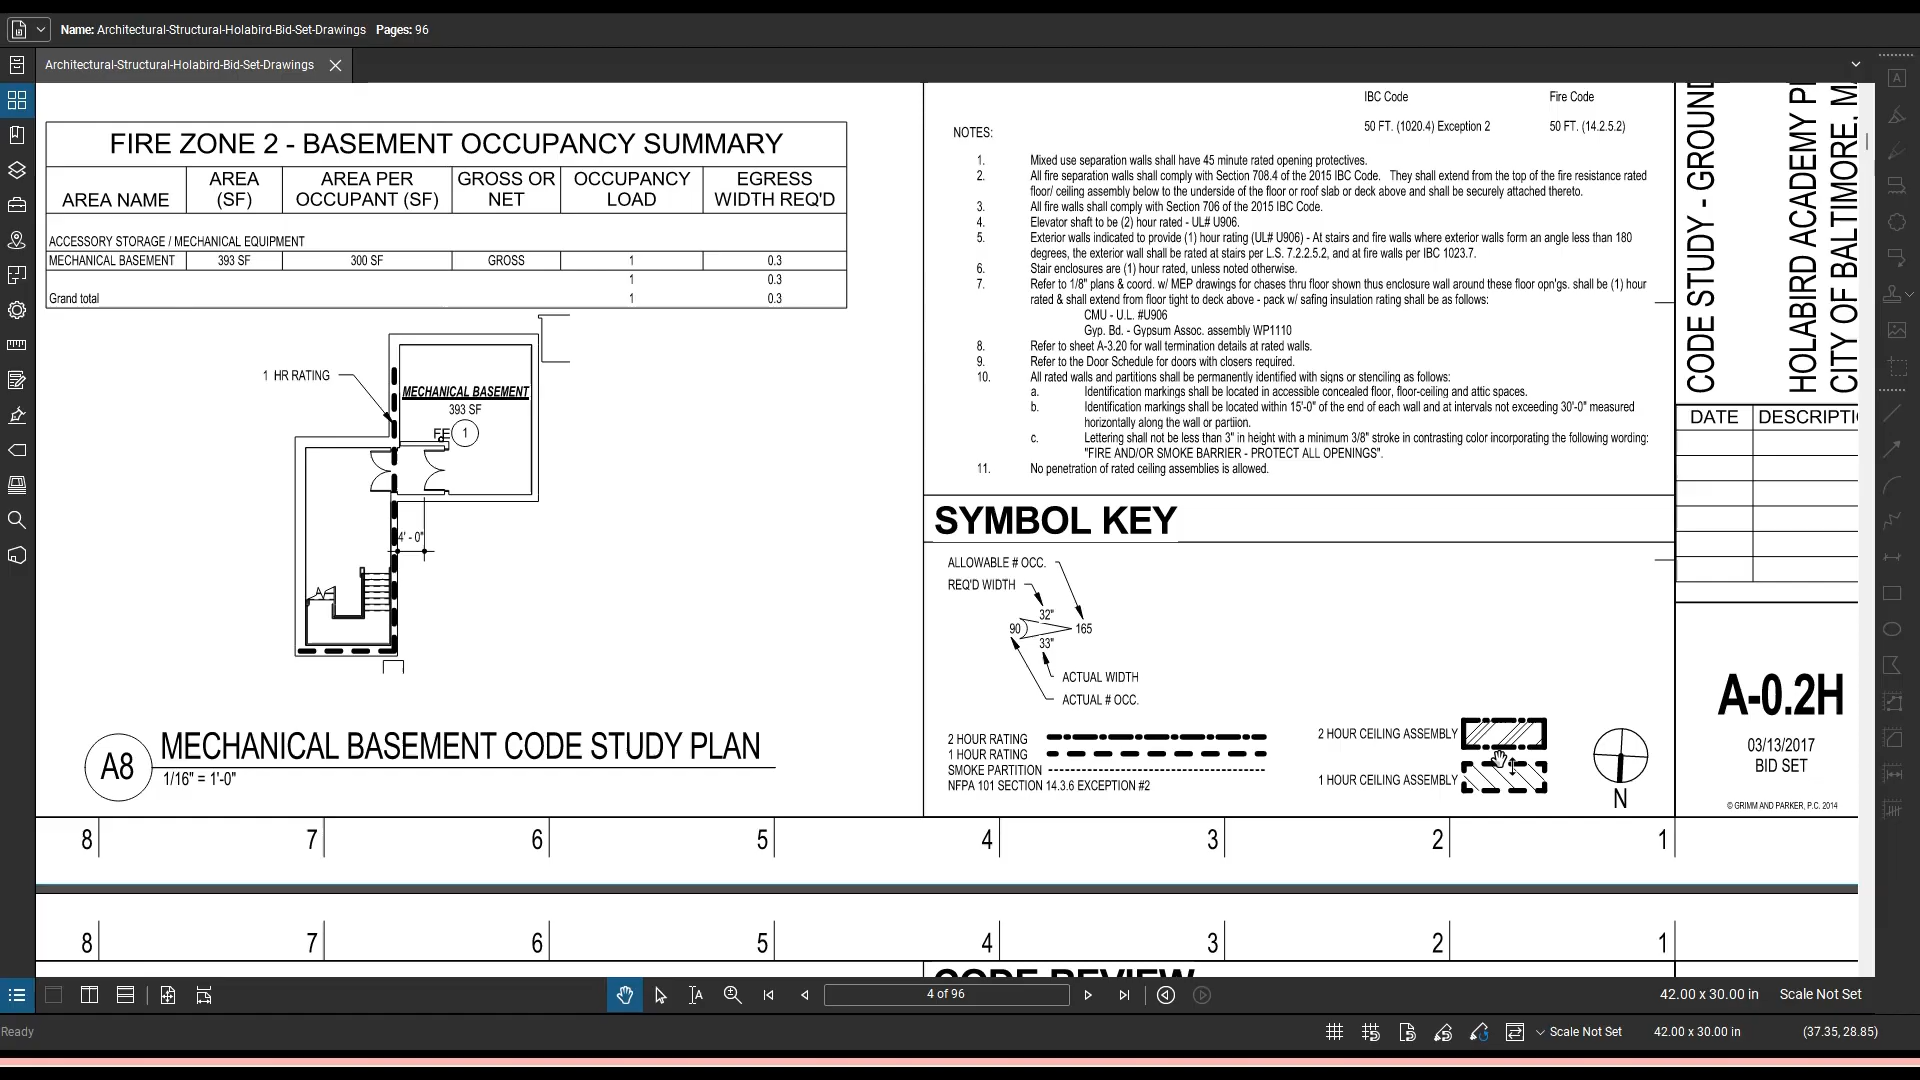 Name: Architectural-Structural-Holabird-Bid-Set-Drawings Pages: 96
Architectural-Structural-Holabird-Bid-Set-Drawings
FIRE ZONE 2 - BASEMENT OCCUPANCY SUMMARY
AREA NAME AREA (SF) AREA PER OCCUPANT (SF) GROSS OR NET OCCUPANCY LOAD EGRESS WIDTH REQ'D
ACCESSORY STORAGE / MECHANICAL EQUIPMENT
MECHANICAL BASEMENT 393 SF 300 SF GROSS 1 0.3
1 0.3
Grand total 1 0.3
1 HR RATING
MECHANICAL BASEMENT
393 SF
FE 1
4' - 0"
A8 MECHANICAL BASEMENT CODE STUDY PLAN
1/16" = 1'-0"
IBC Code Fire Code
50 FT. (1020.4) Exception 2 50 FT. (14.2.5.2)
NOTES:
1. Mixed use separation walls shall have 45 minute rated opening protectives.
2. All fire separation walls shall comply with Section 708.4 of the 2015 IBC Code. They shall extend from the top of the fire resistance rated
floor/ ceiling assembly below to the underside of the floor or roof slab or deck above and shall be securely attached thereto.
3. All fire walls shall comply with Section 706 of the 2015 IBC Code.
4. Elevator shaft to be (2) hour rated - UL# U906.
5. Exterior walls indicated to provide (1) hour rating (UL# U906) - At stairs and fire walls where exterior walls form an angle less than 180
degrees, the exterior wall shall be rated at stairs per L.S. 7.2.2.5.2, and at fire walls per IBC 1023.7.
6. Stair enclosures are (1) hour rated, unless noted otherwise.
7. Refer to 1/8" plans & coord. w/ MEP drawings for chases thru floor shown thus enclosure wall around these floor opn'gs. shall be (1) hour
rated & shall extend from floor tight to deck above - pack w/ safing insulation rating shall be as follows:
CMU - U.L. #U906
Gyp. Bd. - Gypsum Assoc. assembly WP1110
8. Refer to sheet A-3.20 for wall termination details at rated walls.
9. Refer to the Door Schedule for doors with closers required.
10. All rated walls and partitions shall be permanently identified with signs or stenciling as follows:
a. Identification markings shall be located in accessible concealed floor, floor-ceiling and attic spaces.
b. Identification markings shall be located within 15'-0" of the end of each wall and at intervals not exceeding 30'-0" measured
horizontally along the wall or partiion.
c. Lettering shall not be less than 3" in height with a minimum 3/8" stroke in contrasting color incorporating the following wording:
"FIRE AND/OR SMOKE BARRIER - PROTECT ALL OPENINGS".
11. No penetration of rated ceiling assemblies is allowed.
SYMBOL KEY
ALLOWABLE # OCC.
REQ'D WIDTH
32"
90 165
33"
ACTUAL WIDTH
ACTUAL # OCC.
2 HOUR RATING
1 HOUR RATING
SMOKE PARTITION
NFPA 101 SECTION 14.3.6 EXCEPTION #2
2 HOUR CEILING ASSEMBLY
1 HOUR CEILING ASSEMBLY
N
CODE STUDY - GROUND
HOLABIRD ACADEMY P
CITY OF BALTIMORE, M
DATE DESCRIPTI
A-0.2H
03/13/2017
BID SET
© GRIMM AND PARKER, P.C. 2014
8 7 6 5 4 3 2 1
8 7 6 5 4 3 2 1
CODE REVIEW
4 of 96
42.00 x 30.00 in Scale Not Set
Ready
Scale Not Set 42.00 x 30.00 in (37.35, 28.85)